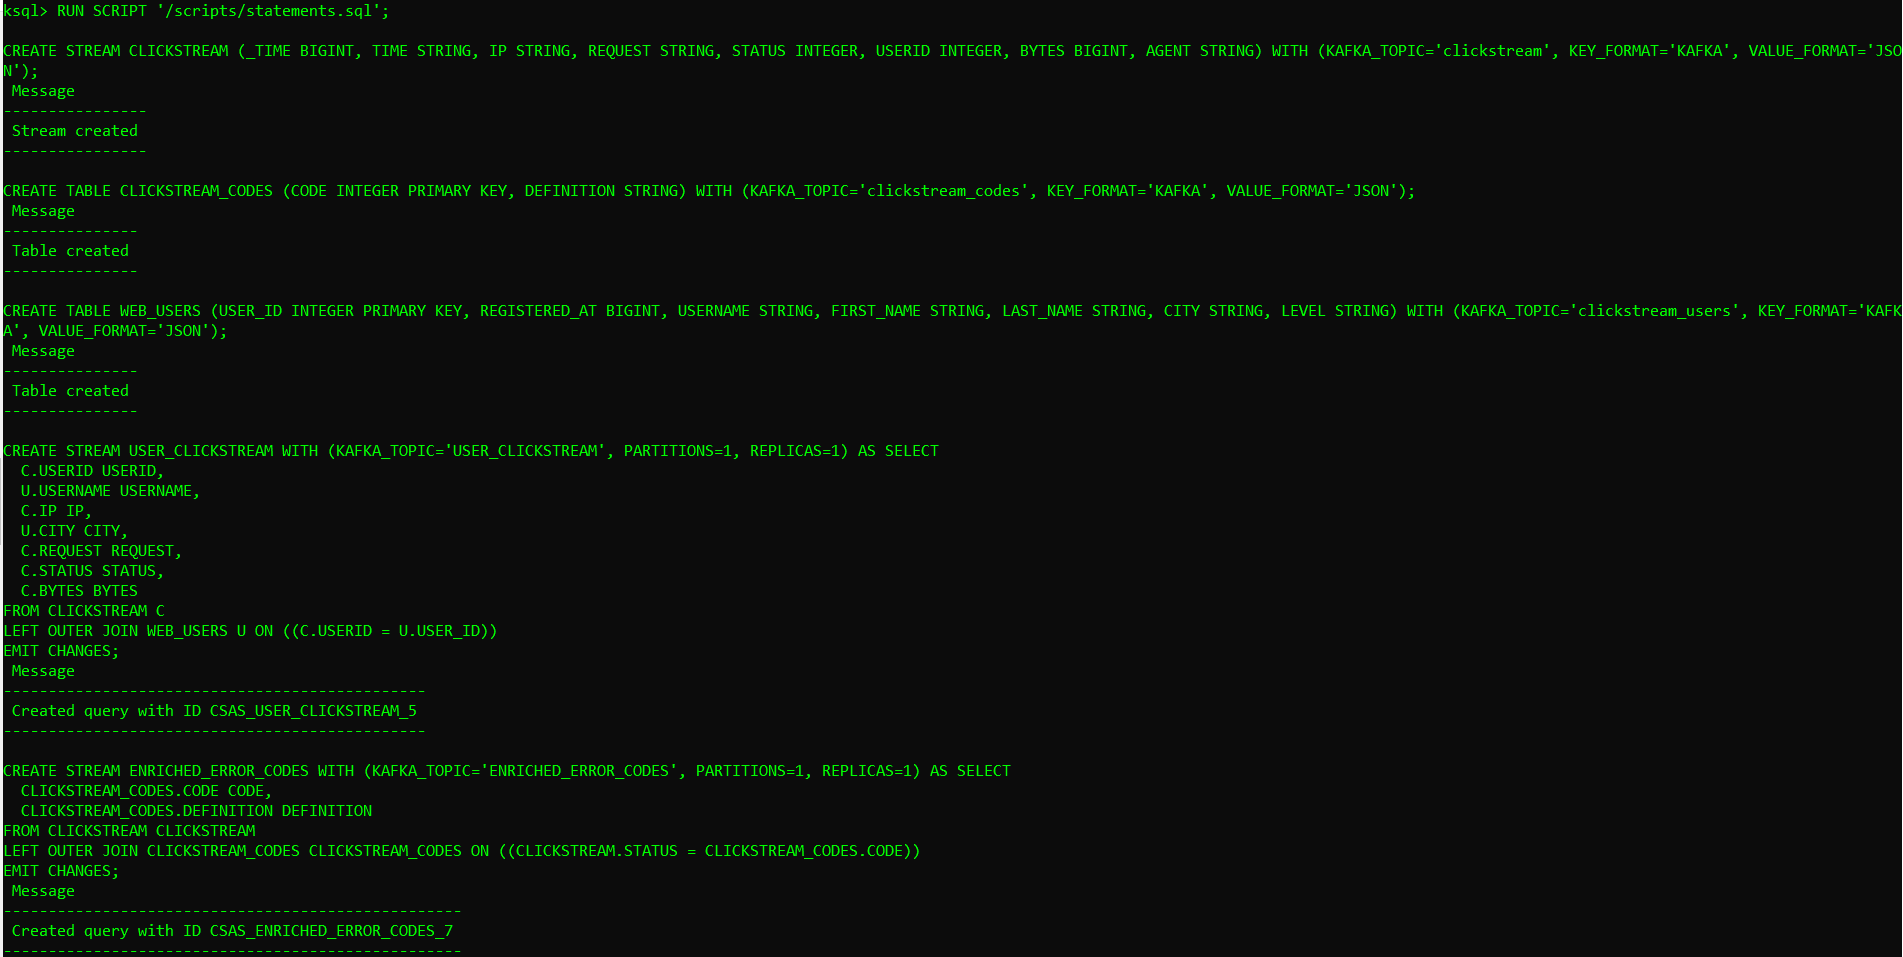 ksql> RUN SCRIPT '/scripts/statements.sql';
CREATE STREAM CLICKSTREAM (_TIME BIGINT, TIME STRING, IP STRING, REQUEST STRING, STATUS INTEGER, USERID INTEGER, BYTES BIGINT, AGENT STRING) WITH (KAFKA_TOPIC='clickstream', KEY_FORMAT='KAFKA', VALUE_FORMAT='JSO
N');
 Message
----------------
 Stream created
----------------
CREATE TABLE CLICKSTREAM_CODES (CODE INTEGER PRIMARY KEY, DEFINITION STRING) WITH (KAFKA_TOPIC='clickstream_codes', KEY_FORMAT='KAFKA', VALUE_FORMAT='JSON');
 Message
---------------
 Table created
---------------
CREATE TABLE WEB_USERS (USER_ID INTEGER PRIMARY KEY, REGISTERED_AT BIGINT, USERNAME STRING, FIRST_NAME STRING, LAST_NAME STRING, CITY STRING, LEVEL STRING) WITH (KAFKA_TOPIC='clickstream_users', KEY_FORMAT='KAFK
A', VALUE_FORMAT='JSON');
 Message
---------------
 Table created
---------------
CREATE STREAM USER_CLICKSTREAM WITH (KAFKA_TOPIC='USER_CLICKSTREAM', PARTITIONS=1, REPLICAS=1) AS SELECT
  C.USERID USERID,
  U.USERNAME USERNAME,
  C.IP IP,
  U.CITY CITY,
  C.REQUEST REQUEST,
  C.STATUS STATUS,
  C.BYTES BYTES
FROM CLICKSTREAM C
LEFT OUTER JOIN WEB_USERS U ON ((C.USERID = U.USER_ID))
EMIT CHANGES;
 Message
-----------------------------------------------
 Created query with ID CSAS_USER_CLICKSTREAM_5
-----------------------------------------------
CREATE STREAM ENRICHED_ERROR_CODES WITH (KAFKA_TOPIC='ENRICHED_ERROR_CODES', PARTITIONS=1, REPLICAS=1) AS SELECT
  CLICKSTREAM_CODES.CODE CODE,
  CLICKSTREAM_CODES.DEFINITION DEFINITION
FROM CLICKSTREAM CLICKSTREAM
LEFT OUTER JOIN CLICKSTREAM_CODES CLICKSTREAM_CODES ON ((CLICKSTREAM.STATUS = CLICKSTREAM_CODES.CODE))
EMIT CHANGES;
 Message
---------------------------------------------------
 Created query with ID CSAS_ENRICHED_ERROR_CODES_7
---------------------------------------------------